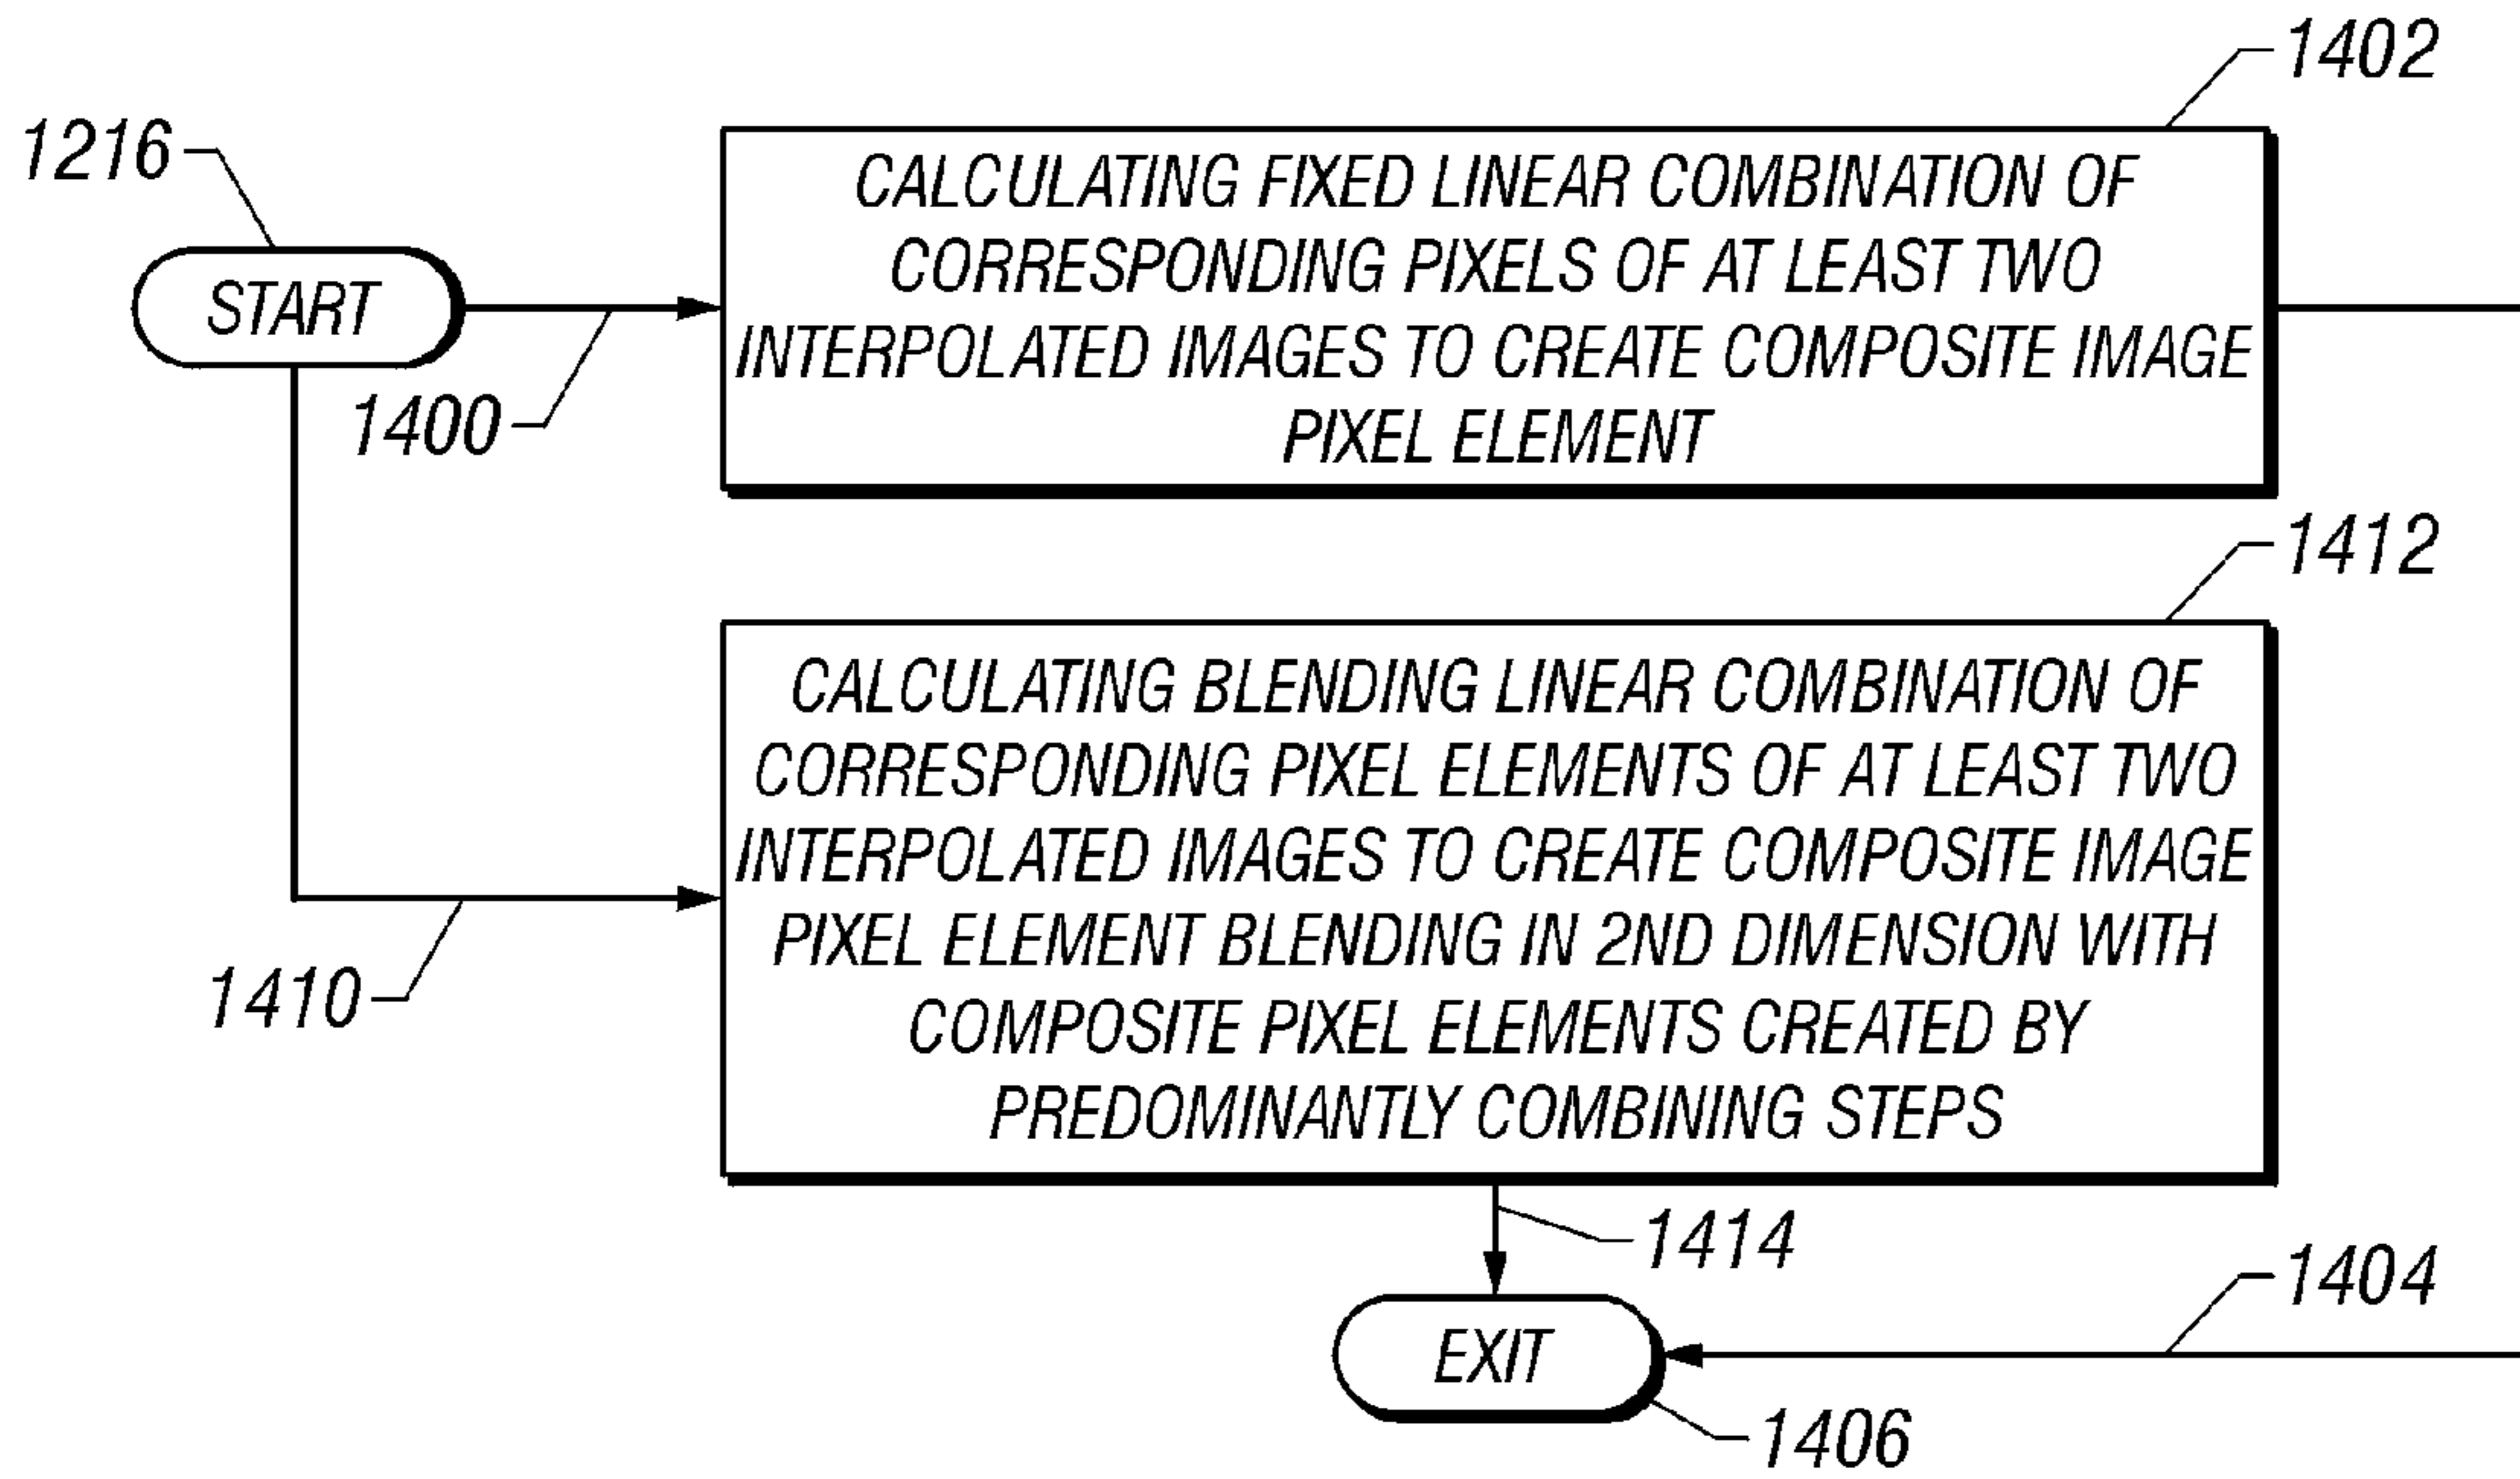 1402
1216
START
1400
CALCULATING FIXED LINEAR COMBINATION OF
CORRESPONDING PIXELS OF AT LEAST TWO
INTERPOLATED IMAGES TO CREATE COMPOSITE IMAGE
PIXEL ELEMENT
1412
CALCULATING BLENDING LINEAR COMBINATION OF
CORRESPONDING PIXEL ELEMENTS OF AT LEAST TWO
INTERPOLATED IMAGES TO CREATE COMPOSITE IMAGE
PIXEL ELEMENT BLENDING IN 2ND DIMENSION WITH
COMPOSITE PIXEL ELEMENTS CREATED BY
PREDOMINANTLY COMBINING STEPS
1410
1414
1404
EXIT
1406